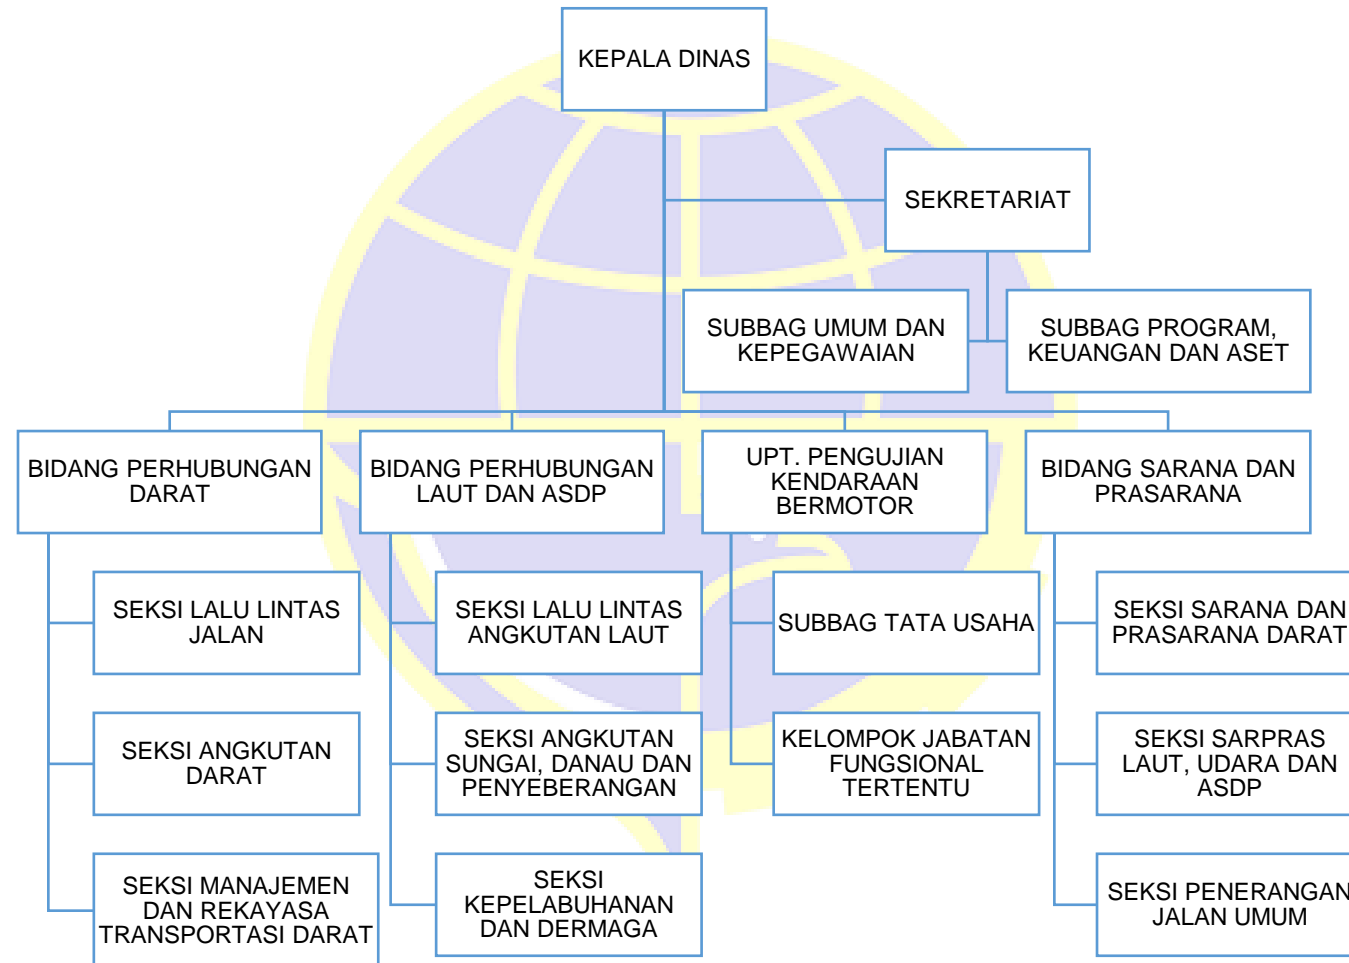 KEPALA DINAS
SEKRETARIAT
SUBBAG UMUM DAN
KEPEGAWAIAN
SUBBAG PROGRAM,
KEUANGAN DAN ASET
BIDANG PERHUBUNGAN
DARAT
BIDANG PERHUBUNGAN
LAUT DAN ASDP
UPT. PENGUJIAN
KENDARAAN
BERMOTOR
BIDANG SARANA DAN
PRASARANA
SEKSI LALU LINTAS
JALAN
SEKSI LALU LINTAS
ANGKUTAN LAUT
SUBBAG TATA USAHA
SEKSI SARANA DAN
PRASARANA DARAT
SEKSI ANGKUTAN
DARAT
SEKSI ANGKUTAN
SUNGAI, DANAU DAN
PENYEBERANGAN
KELOMPOK JABATAN
FUNGSIONAL
TERTENTU
SEKSI SARPRAS
LAUT, UDARA DAN
ASDP
SEKSI MANAJEMEN
DAN REKAYASA
TRANSPORTASI DARAT
SEKSI
KEPELABUHANAN
DAN DERMAGA
SEKSI PENERANGAN
JALAN UMUM